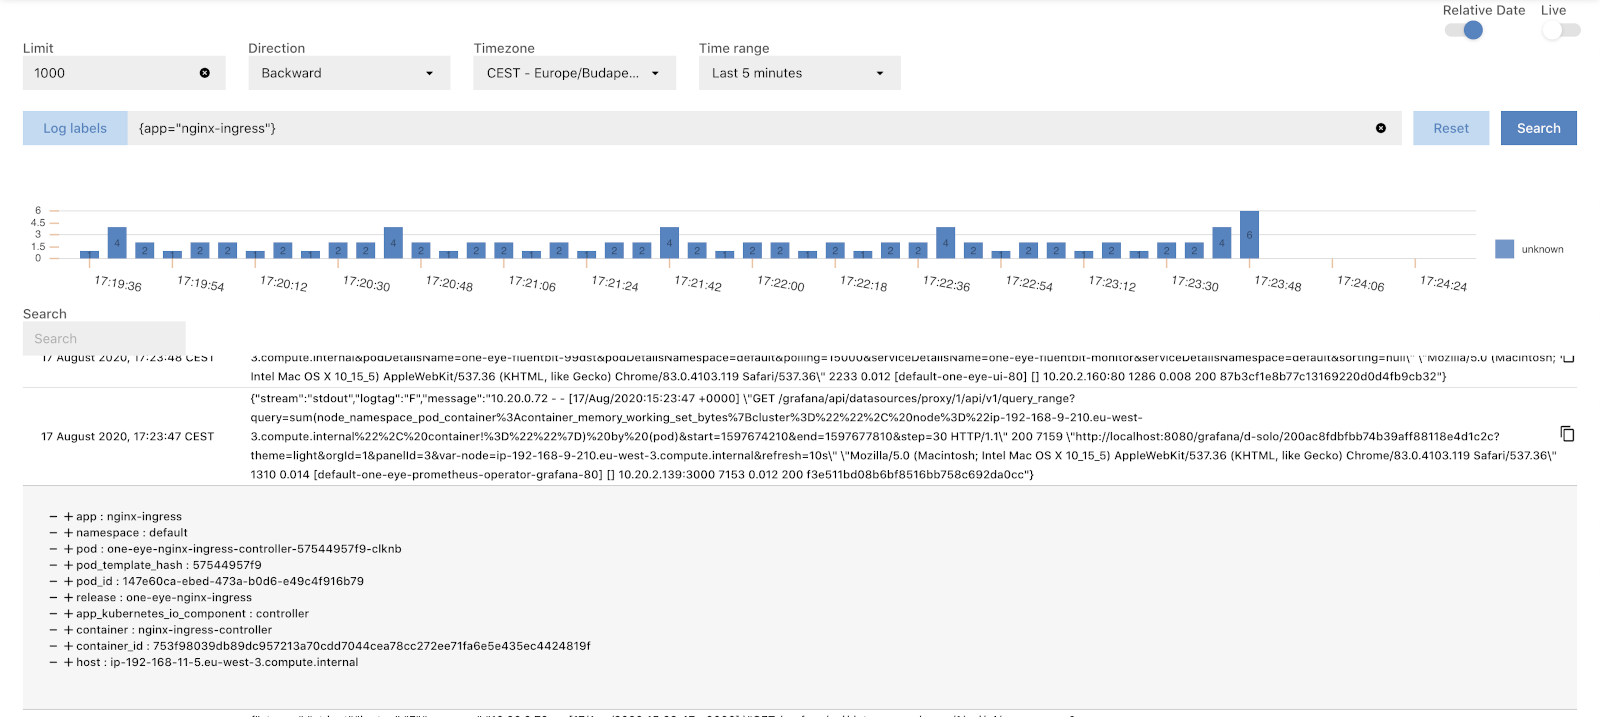 Relative Date Live
Limit Direction Timezone Time range
1000 Backward CEST - Europe/Budape... Last 5 minutes
Log labels {app="nginx-ingress"} Reset Search
6
4.5
3
1.5
0
4 2 2 2 2 2 2 4 2 2 2 2 2 2 4 2 2 2 2 2 2 4 2 2 2 2 2 2 4 6
unknown
17:19:36 17:19:54 17:20:12 17:20:30 17:20:48 17:21:06 17:21:24 17:21:42 17:22:00 17:22:18 17:22:36 17:22:54 17:23:12 17:23:30 17:23:48 17:24:06 17:24:24
Search
Search
17 August 2020, 17:23:48 CEST 3.compute.internal&podDetailsName=one-eye-fluentbit-99dst&podDetailsNamespace=default&polling=15000&serviceDetailsName=one-eye-fluentbit-monitor&serviceDetailsNamespace=default&sorting=null\" \"Mozilla/5.0 (Macintosh;
Intel Mac OS X 10_15_5) AppleWebKit/537.36 (KHTML, like Gecko) Chrome/83.0.4103.119 Safari/537.36\" 2233 0.012 [default-one-eye-ui-80] [] 10.20.2.160:80 1286 0.008 200 87b3cf1e8b77c13169220d0d4fb9cb32"}
{"stream":"stdout","logtag":"F","message":"10.20.0.72 - - [17/Aug/2020:15:23:47 +0000] \"GET /grafana/api/datasources/proxy/1/api/v1/query_range?
query=sum(node_namespace_pod_container%3Acontainer_memory_working_set_bytes%7Bcluster%3D%22%22%2C%20node%3D%22ip-192-168-9-210.eu-west-
17 August 2020, 17:23:47 CEST 3.compute.internal%22%2C%20container!%3D%22%22%7D)%20by%20(pod)&start=1597674210&end=1597677810&step=30 HTTP/1.1\" 200 7159 \"http://localhost:8080/grafana/d-solo/200ac8fdbfbb74b39aff88118e4d1c2c?
theme=light&orgId=1&panelId=3&var-node=ip-192-168-9-210.eu-west-3.compute.internal&refresh=10s\" \"Mozilla/5.0 (Macintosh; Intel Mac OS X 10_15_5) AppleWebKit/537.36 (KHTML, like Gecko) Chrome/83.0.4103.119 Safari/537.36\"
1310 0.014 [default-one-eye-prometheus-operator-grafana-80] [] 10.20.2.139:3000 7153 0.012 200 f3e511bd08b6bf8516bb758c692da0cc"}
− + app : nginx-ingress
− + namespace : default
− + pod : one-eye-nginx-ingress-controller-57544957f9-clknb
− + pod_template_hash : 57544957f9
− + pod_id : 147e60ca-ebed-473a-b0d6-e49c4f916b79
− + release : one-eye-nginx-ingress
− + app_kubernetes_io_component : controller
− + container : nginx-ingress-controller
− + container_id : 753f98039db89dc957213a70cdd7044cea78cc272ee71fa6e5e435ec4424819f
− + host : ip-192-168-11-5.eu-west-3.compute.internal